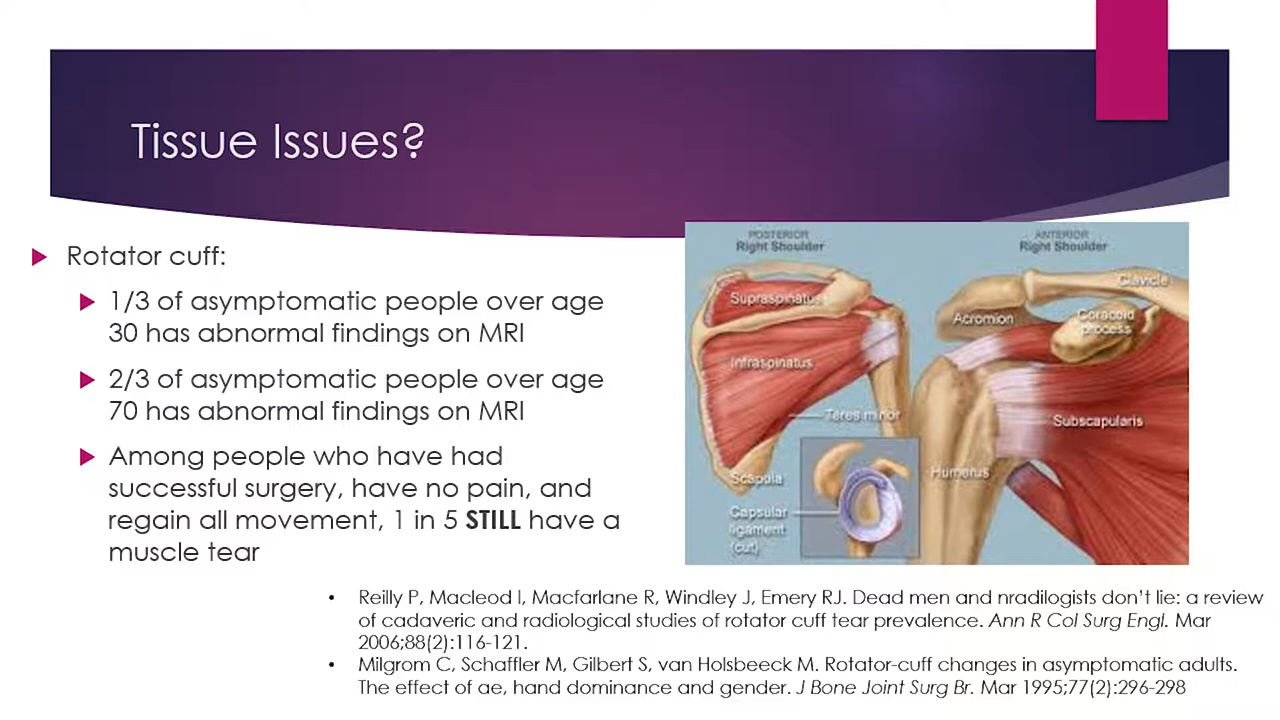 Tissue Issues?
Rotator cuff:
1/3 of asymptomatic people over age
30 has abnormal findings on MRI
2/3 of asymptomatic people over age
70 has abnormal findings on MRI
Among people who have had
successful surgery, have no pain, and
regain all movement, 1 in 5 STILL have a
muscle tear
POSTERIOR
Right Shoulder
ANTERIOR
Right Shoulder
Supraspinatus
Infraspinatus
Teres minor
Scapula
Capsular
ligament
(cut)
Clavicle
Acromion
Coracoid
process
Subscapularis
Humerus
• Reilly P, Macleod I, Macfarlane R, Windley J, Emery RJ. Dead men and nradilogists don't lie: a review
of cadaveric and radiological studies of rotator cuff tear prevalence. Ann R Col Surg Engl. Mar
2006;88(2):116-121.
• Milgrom C, Schaffler M, Gilbert S, van Holsbeeck M. Rotator-cuff changes in asymptomatic adults.
The effect of ae, hand dominance and gender. J Bone Joint Surg Br. Mar 1995;77(2):296-298